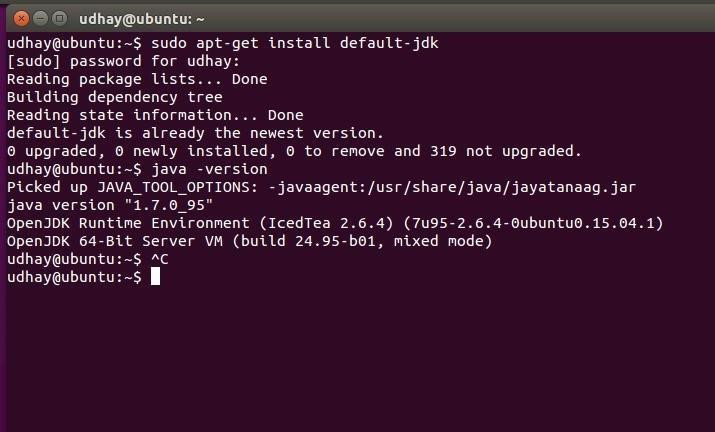 udhay@ubuntu: ~
udhay@ubuntu:~$ sudo apt-get install default-jdk
[sudo] password for udhay:
Reading package lists... Done
Building dependency tree
Reading state information... Done
default-jdk is already the newest version.
0 upgraded, 0 newly installed, 0 to remove and 319 not upgraded.
udhay@ubuntu:~$ java -version
Picked up JAVA_TOOL_OPTIONS: -javaagent:/usr/share/java/jayatanaag.jar
java version "1.7.0_95"
OpenJDK Runtime Environment (IcedTea 2.6.4) (7u95-2.6.4-0ubuntu0.15.04.1)
OpenJDK 64-Bit Server VM (build 24.95-b01, mixed mode)
udhay@ubuntu:~$ ^C
udhay@ubuntu:~$